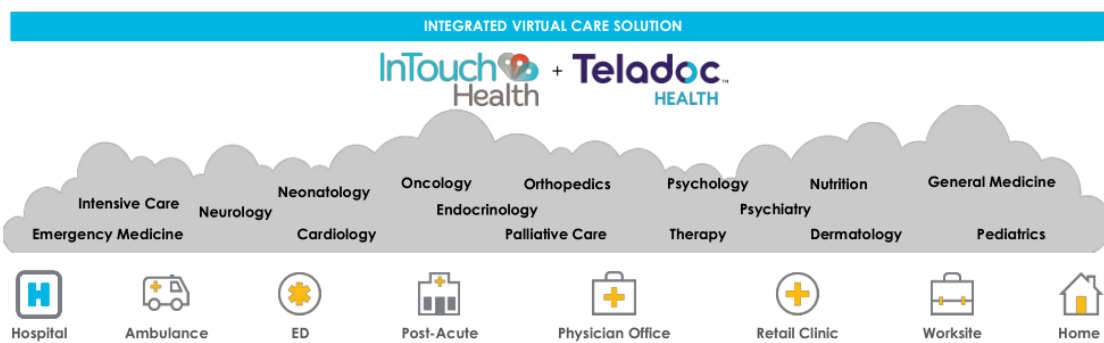 INTEGRATED VIRTUAL CARE SOLUTION
InTouch Health + Teladoc™ HEALTH
Oncology Orthopedics Psychology Nutrition General Medicine
Intensive Care Neonatology
Neurology Endocrinology Psychiatry
Emergency Medicine Cardiology Palliative Care Therapy Dermatology Pediatrics
H
Hospital Ambulance ED Post-Acute Physician Office Retail Clinic Worksite Home